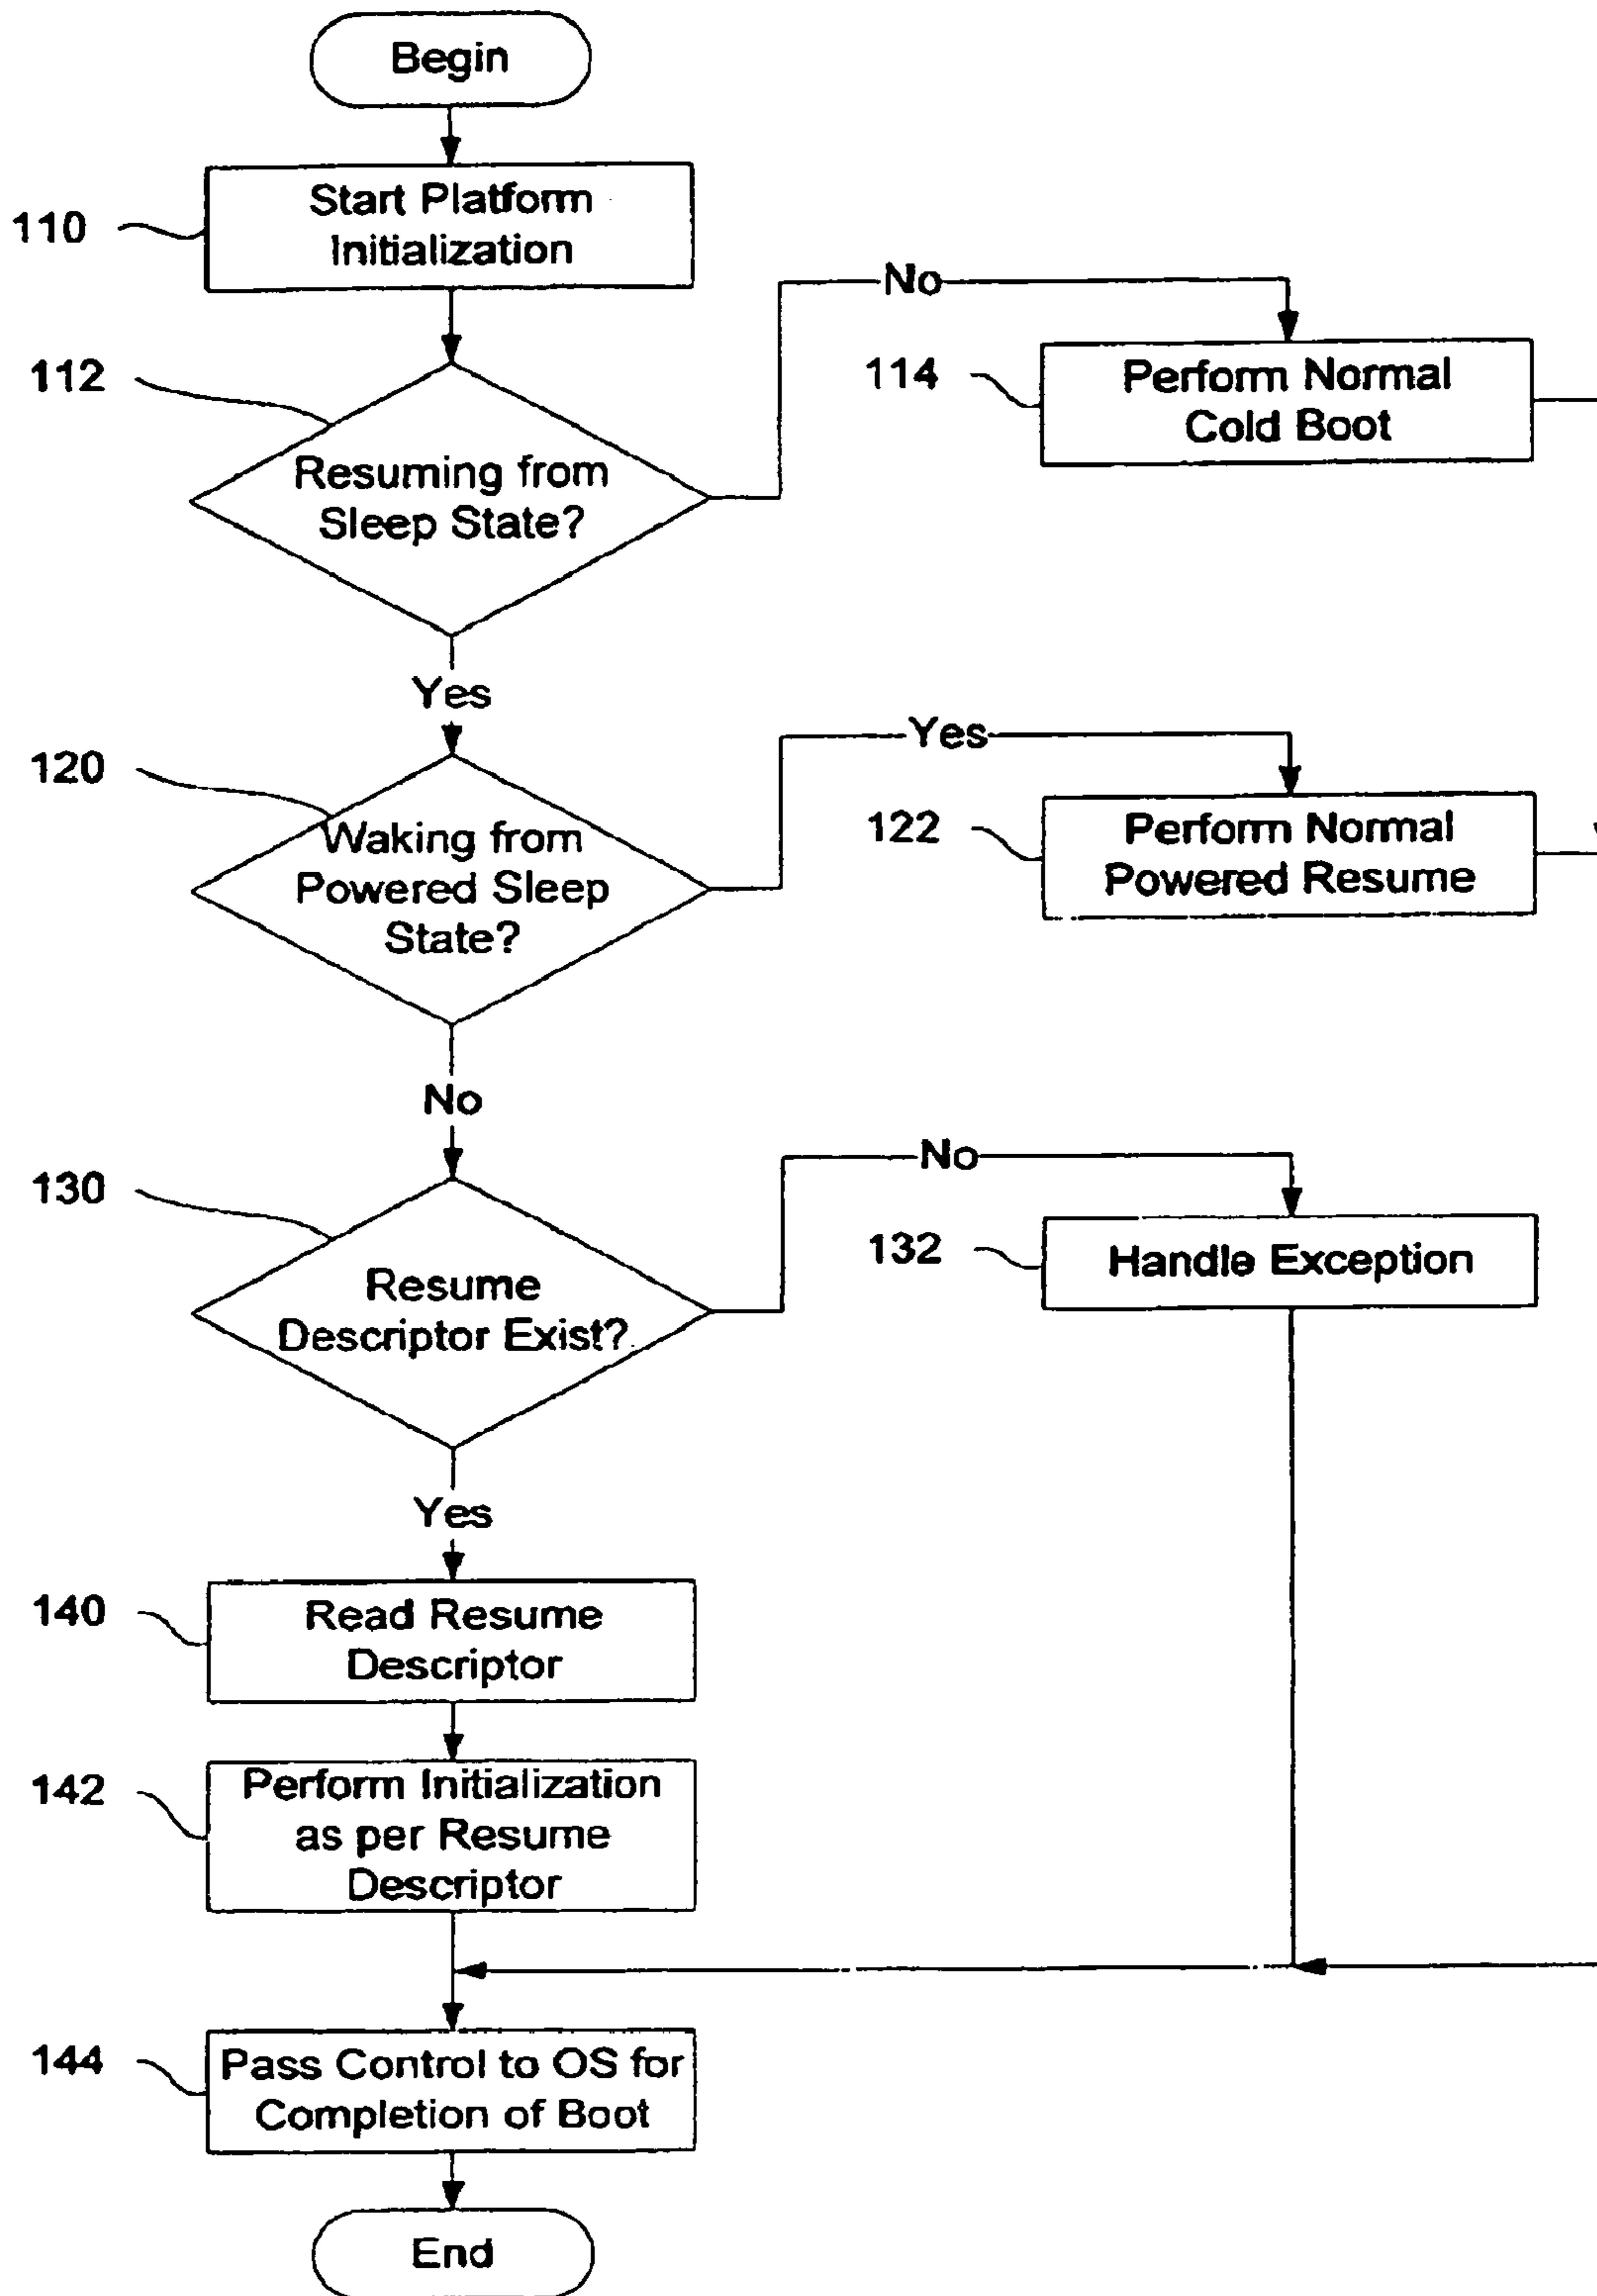 Begin
110
Start Platform
Initialization
No
112
Resuming from
Sleep State?
114
Perform Normal
Cold Boot
Yes
120
Waking from
Powered Sleep
State?
Yes
122
Perform Normal
Powered Resume
No
130
Resume
Descriptor Exist?
No
132
Handle Exception
Yes
140
Read Resume
Descriptor
142
Perform Initialization
as per Resume
Descriptor
144
Pass Control to OS for
Completion of Boot
End